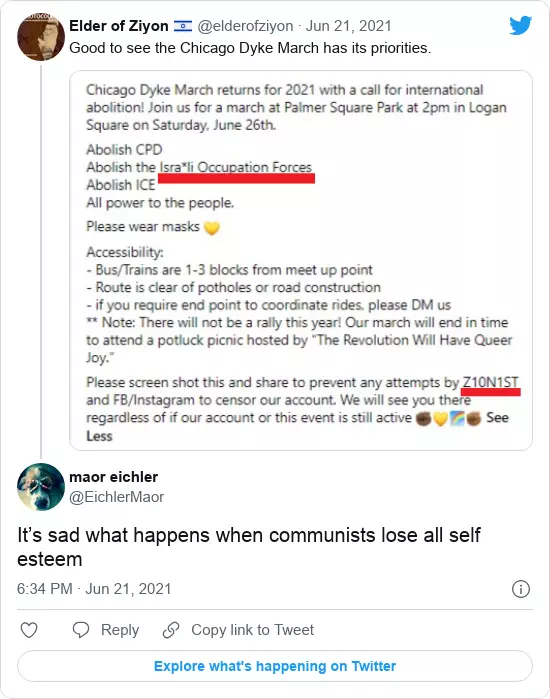 Elder of Ziyon 🇮🇱 @elderofziyon · Jun 21, 2021
Good to see the Chicago Dyke March has its priorities.
Chicago Dyke March returns for 2021 with a call for international
abolition! Join us for a march at Palmer Square Park at 2pm in Logan
Square on Saturday, June 26th.
Abolish CPD
Abolish the Isra*li Occupation Forces
Abolish ICE
All power to the people.
Please wear masks 💛
Accessibility:
- Bus/Trains are 1-3 blocks from meet up point
- Route is clear of potholes or road construction
- if you require end point to coordinate rides, please DM us
** Note: There will not be a rally this year! Our march will end in time
to attend a potluck picnic hosted by "The Revolution Will Have Queer
Joy."
Please screen shot this and share to prevent any attempts by Z10N1ST
and FB/Instagram to censor our account. We will see you there
regardless of if our account or this event is still active ✊🏿💛🌈✊🏿 See
Less
maor eichler
@EichlerMaor
It's sad what happens when communists lose all self
esteem
6:34 PM · Jun 21, 2021
Reply
Copy link to Tweet
Explore what's happening on Twitter